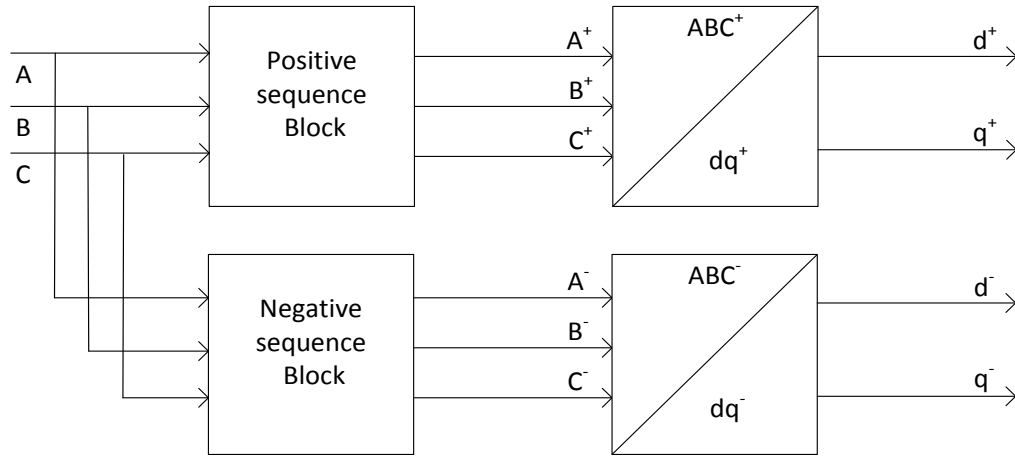 A
B
C
Positive
sequence
Block
A⁺
B⁺
C⁺
ABC⁺
dq⁺
d⁺
q⁺
Negative
sequence
Block
A⁻
B⁻
C⁻
ABC⁻
dq⁻
d⁻
q⁻